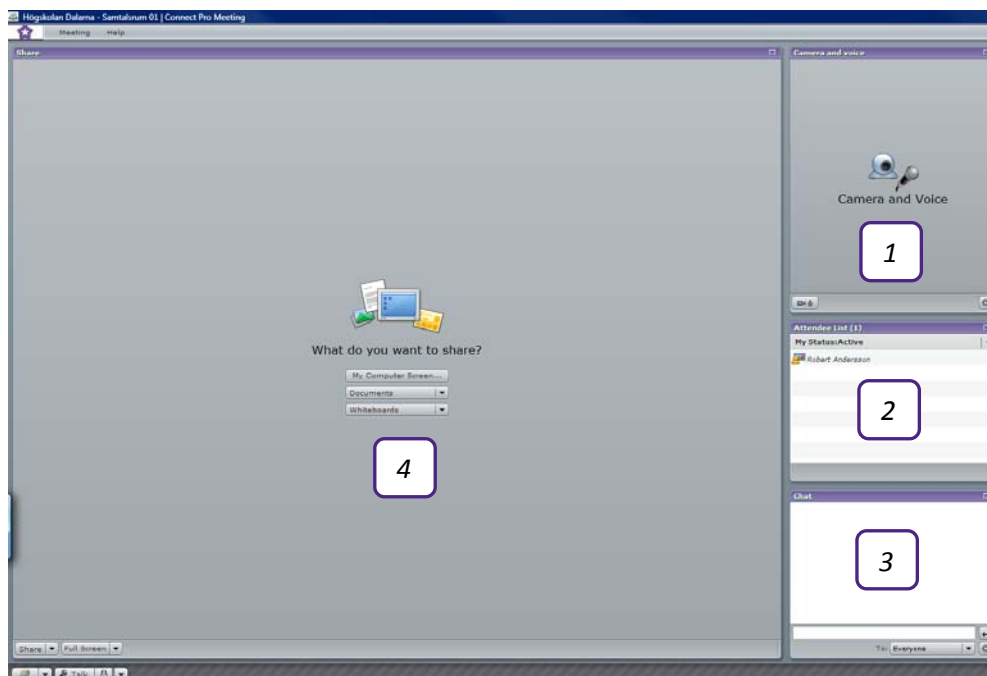 Högskolan Dalarna - Samtalsrum 01 | Connect Pro Meeting
Meeting Help
Share
Camera and voice
Camera and Voice
1
Attendee List (1)
My Status:Active
Robert Andersson
2
What do you want to share?
My Computer Screen...
Documents
Whiteboards
4
Chat
3
To: Everyone
Share Full Screen
Talk